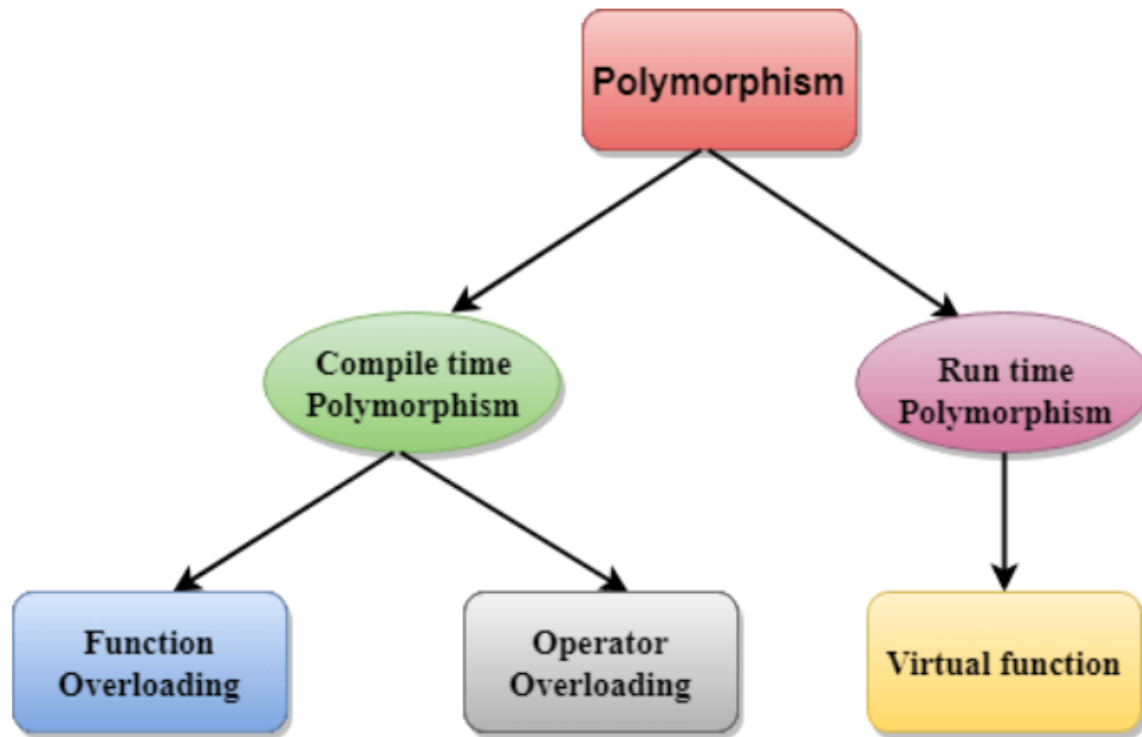 Polymorphism
Compile time
Polymorphism
Run time
Polymorphism
Function
Overloading
Operator
Overloading
Virtual function